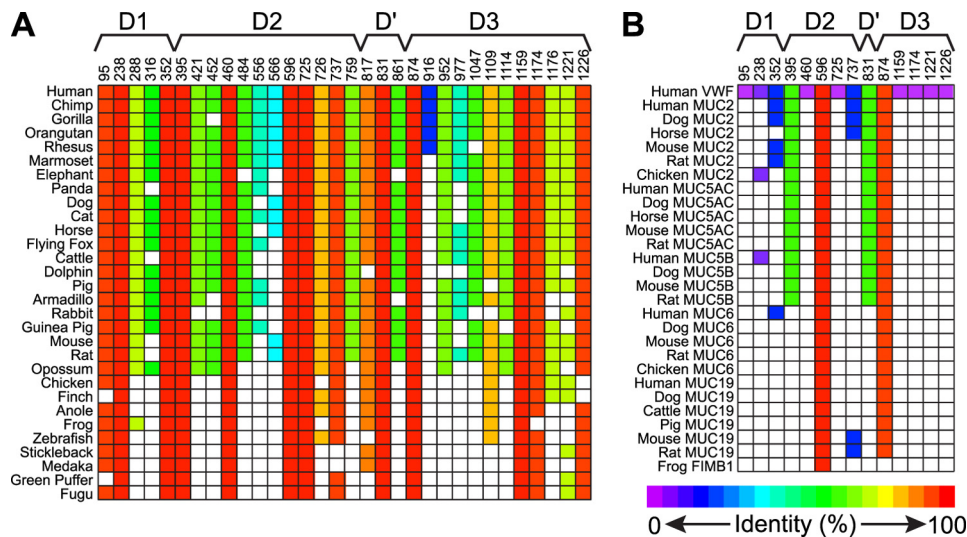 A
D1 D2 D' D3
95 238 288 316 352 395 421 452 460 484 556 566 596 725 726 737 759 817 831 861 874 916 952 977 1047 1109 1114 1159 1174 1176 1221 1226
Human
Chimp
Gorilla
Orangutan
Rhesus
Marmoset
Elephant
Panda
Dog
Cat
Horse
Flying Fox
Cattle
Dolphin
Pig
Armadillo
Rabbit
Guinea Pig
Mouse
Rat
Opossum
Chicken
Finch
Anole
Frog
Zebrafish
Stickleback
Medaka
Green Puffer
Fugu
B
D1 D2 D' D3
95 238 352 395 460 596 725 737 831 874 1159 1174 1221 1226
Human VWF
Human MUC2
Dog MUC2
Horse MUC2
Mouse MUC2
Rat MUC2
Chicken MUC2
Human MUC5AC
Dog MUC5AC
Horse MUC5AC
Mouse MUC5AC
Rat MUC5AC
Human MUC5B
Dog MUC5B
Mouse MUC5B
Rat MUC5B
Human MUC6
Dog MUC6
Mouse MUC6
Rat MUC6
Chicken MUC6
Human MUC19
Dog MUC19
Cattle MUC19
Pig MUC19
Mouse MUC19
Rat MUC19
Frog FIMB1
0 Identity (%) 100